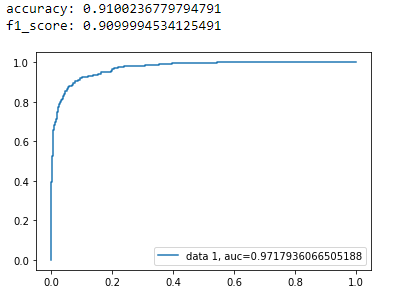 accuracy: 0.9100236779794791
f1_score: 0.9099994534125491
1.0
0.8
0.6
0.4
0.2
0.0
data 1, auc=0.9717936066505188
0.0 0.2 0.4 0.6 0.8 1.0